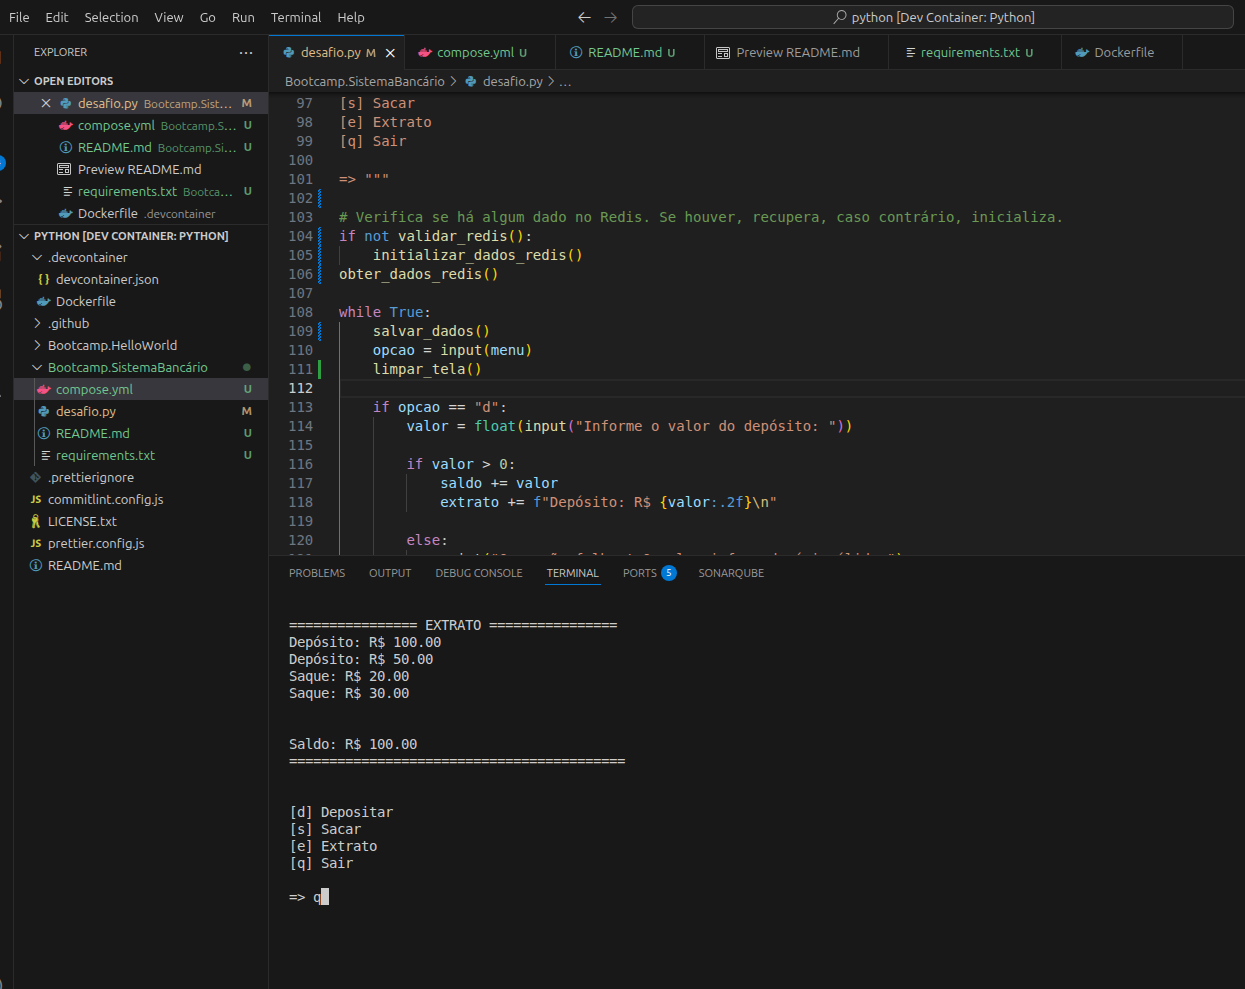 File Edit Selection View Go Run Terminal Help
python [Dev Container: Python]
EXPLORER ...
OPEN EDITORS
desafio.py Bootcamp.Sist... M
compose.yml Bootcamp.S... U
README.md Bootcamp.Si... U
Preview README.md
requirements.txt Bootca... U
Dockerfile .devcontainer
PYTHON [DEV CONTAINER: PYTHON]
.devcontainer
{} devcontainer.json
Dockerfile
.github
Bootcamp.HelloWorld
Bootcamp.SistemaBancário
compose.yml U
desafio.py M
README.md U
requirements.txt U
.prettierignore
JS commitlint.config.js
LICENSE.txt
JS prettier.config.js
README.md
desafio.py M
compose.yml U
README.md U
Preview README.md
requirements.txt U
Dockerfile
Bootcamp.SistemaBancário > desafio.py > ...
97 [s] Sacar
98 [e] Extrato
99 [q] Sair
100
101 => """
102
103 # Verifica se há algum dado no Redis. Se houver, recupera, caso contrário, inicializa.
104 if not validar_redis():
105 initializar_dados_redis()
106 obter_dados_redis()
107
108 while True:
109 salvar_dados()
110 opcao = input(menu)
111 limpar_tela()
112
113 if opcao == "d":
114 valor = float(input("Informe o valor do depósito: "))
115
116 if valor > 0:
117 saldo += valor
118 extrato += f"Depósito: R$ {valor:.2f}\n"
119
120 else:
PROBLEMS OUTPUT DEBUG CONSOLE TERMINAL PORTS 5 SONARQUBE
================ EXTRATO ================
Depósito: R$ 100.00
Depósito: R$ 50.00
Saque: R$ 20.00
Saque: R$ 30.00
Saldo: R$ 100.00
==========================================
[d] Depositar
[s] Sacar
[e] Extrato
[q] Sair
=> q